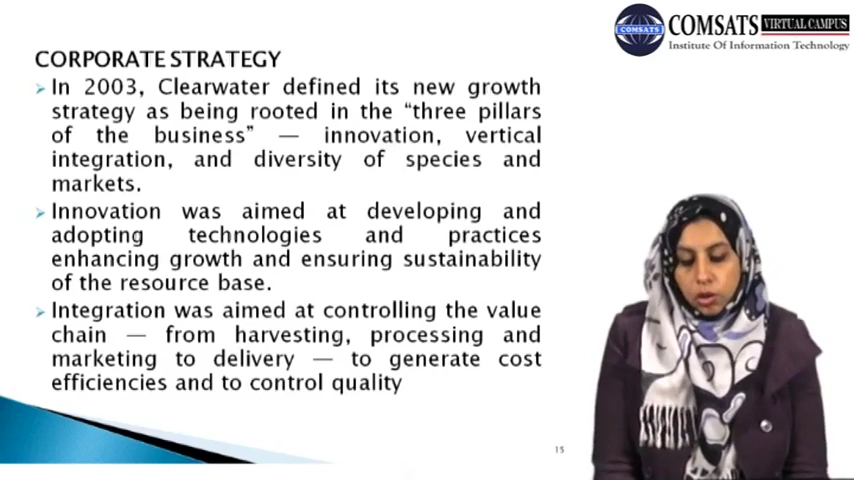 COMSATS VIRTUAL CAMPUS
COMSATS
Institute Of Information Technology
CORPORATE STRATEGY
In 2003, Clearwater defined its new growth
strategy as being rooted in the “three pillars
of the business” — innovation, vertical
integration, and diversity of species and
markets.
Innovation was aimed at developing and
adopting technologies and practices
enhancing growth and ensuring sustainability
of the resource base.
Integration was aimed at controlling the value
chain — from harvesting, processing and
marketing to delivery — to generate cost
efficiencies and to control quality
15